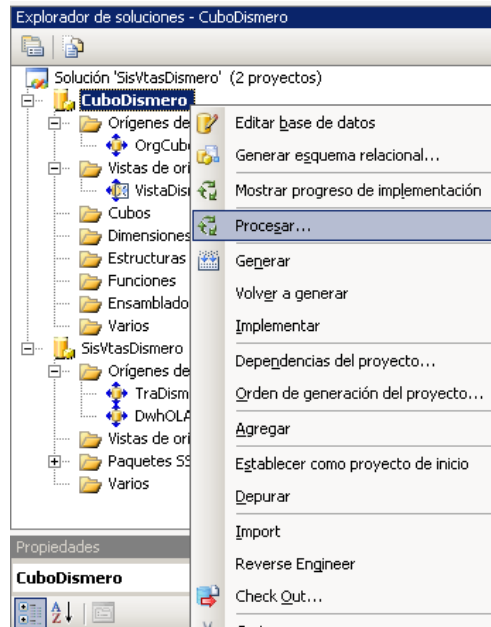 Explorador de soluciones - CuboDismero
Solución 'SisVtasDismero' (2 proyectos)
CuboDismero
Orígenes de
OrgCub
Vistas de ori
VistaDis
Cubos
Dimensiones
Estructuras
Funciones
Ensamblado
Varios
SisVtasDismero
Orígenes de
TraDism
DwhOLA
Vistas de ori
Paquetes SS
Varios
Editar base de datos
Generar esquema relacional...
Mostrar progreso de implementación
Procesar...
Generar
Volver a generar
Implementar
Dependencias del proyecto...
Orden de generación del proyecto...
Agregar
Establecer como proyecto de inicio
Depurar
Import
Reverse Engineer
Check Out...
Propiedades
CuboDismero